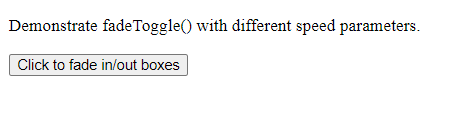 Demonstrate fadeToggle() with different speed parameters.
Click to fade in/out boxes